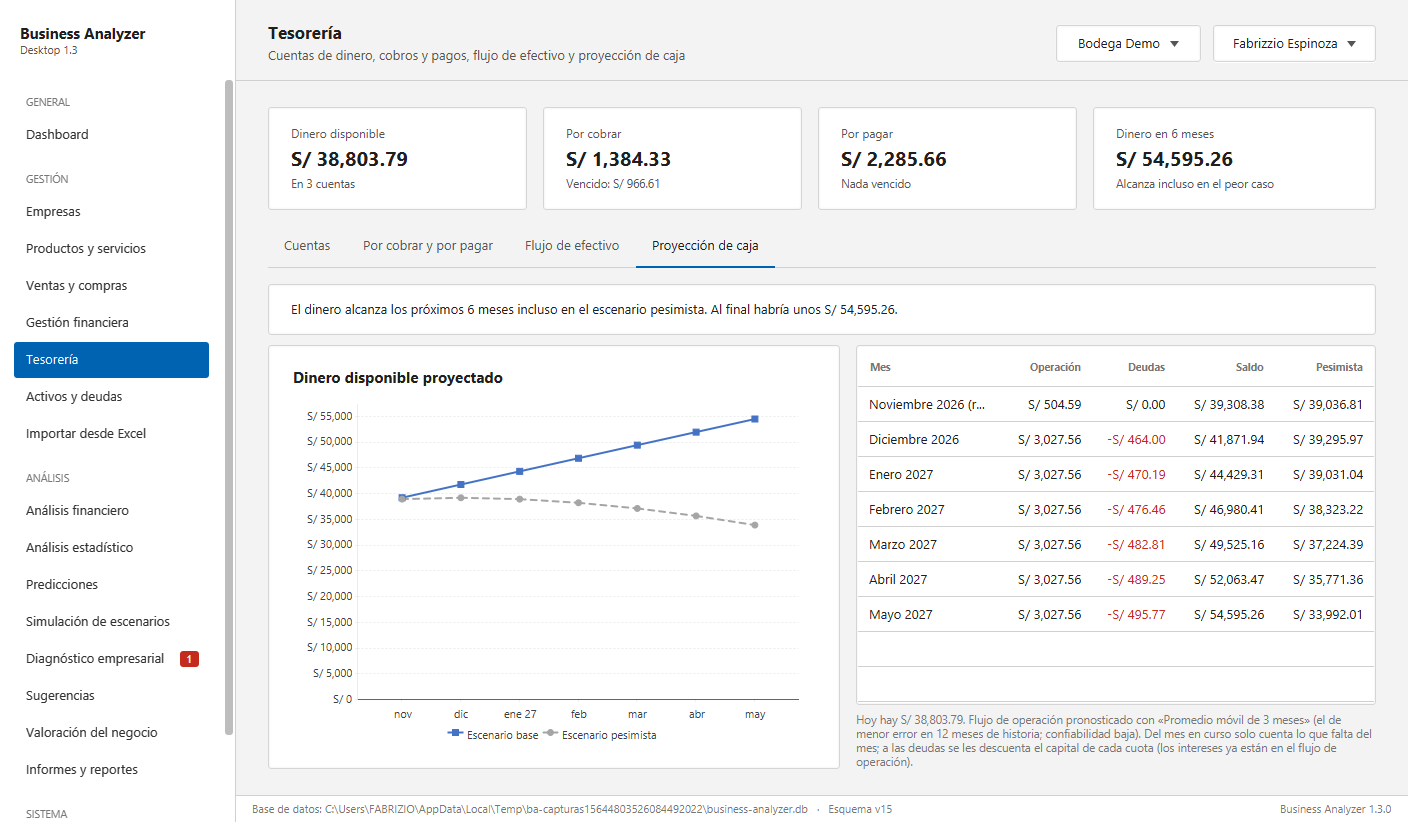 Business Analyzer
Desktop 1.3
GENERAL
Dashboard
GESTIÓN
Empresas
Productos y servicios
Ventas y compras
Gestión financiera
Tesorería
Activos y deudas
Importar desde Excel
ANÁLISIS
Análisis financiero
Análisis estadístico
Predicciones
Simulación de escenarios
Diagnóstico empresarial 1
Sugerencias
Valoración del negocio
Informes y reportes
SISTEMA
Tesorería
Cuentas de dinero, cobros y pagos, flujo de efectivo y proyección de caja
Bodega Demo
Fabrizzio Espinoza
Dinero disponible
S/ 38,803.79
En 3 cuentas
Por cobrar
S/ 1,384.33
Vencido: S/ 966.61
Por pagar
S/ 2,285.66
Nada vencido
Dinero en 6 meses
S/ 54,595.26
Alcanza incluso en el peor caso
Cuentas Por cobrar y por pagar Flujo de efectivo Proyección de caja
El dinero alcanza los próximos 6 meses incluso en el escenario pesimista. Al final habría unos S/ 54,595.26.
Dinero disponible proyectado
S/ 55,000
S/ 50,000
S/ 45,000
S/ 40,000
S/ 35,000
S/ 30,000
S/ 25,000
S/ 20,000
S/ 15,000
S/ 10,000
S/ 5,000
S/ 0
nov dic ene 27 feb mar abr may
Escenario base Escenario pesimista
Mes Operación Deudas Saldo Pesimista
Noviembre 2026 (r... S/ 504.59 S/ 0.00 S/ 39,308.38 S/ 39,036.81
Diciembre 2026 S/ 3,027.56 -S/ 464.00 S/ 41,871.94 S/ 39,295.97
Enero 2027 S/ 3,027.56 -S/ 470.19 S/ 44,429.31 S/ 39,031.04
Febrero 2027 S/ 3,027.56 -S/ 476.46 S/ 46,980.41 S/ 38,323.22
Marzo 2027 S/ 3,027.56 -S/ 482.81 S/ 49,525.16 S/ 37,224.39
Abril 2027 S/ 3,027.56 -S/ 489.25 S/ 52,063.47 S/ 35,771.36
Mayo 2027 S/ 3,027.56 -S/ 495.77 S/ 54,595.26 S/ 33,992.01
Hoy hay S/ 38,803.79. Flujo de operación pronosticado con «Promedio móvil de 3 meses» (el de
menor error en 12 meses de historia; confiabilidad baja). Del mes en curso solo cuenta lo que falta del
mes; a las deudas se les descuenta el capital de cada cuota (los intereses ya están en el flujo de
operación).
Base de datos: C:\Users\FABRIZIO\AppData\Local\Temp\ba-capturas15644803526084492022\business-analyzer.db · Esquema v15
Business Analyzer 1.3.0